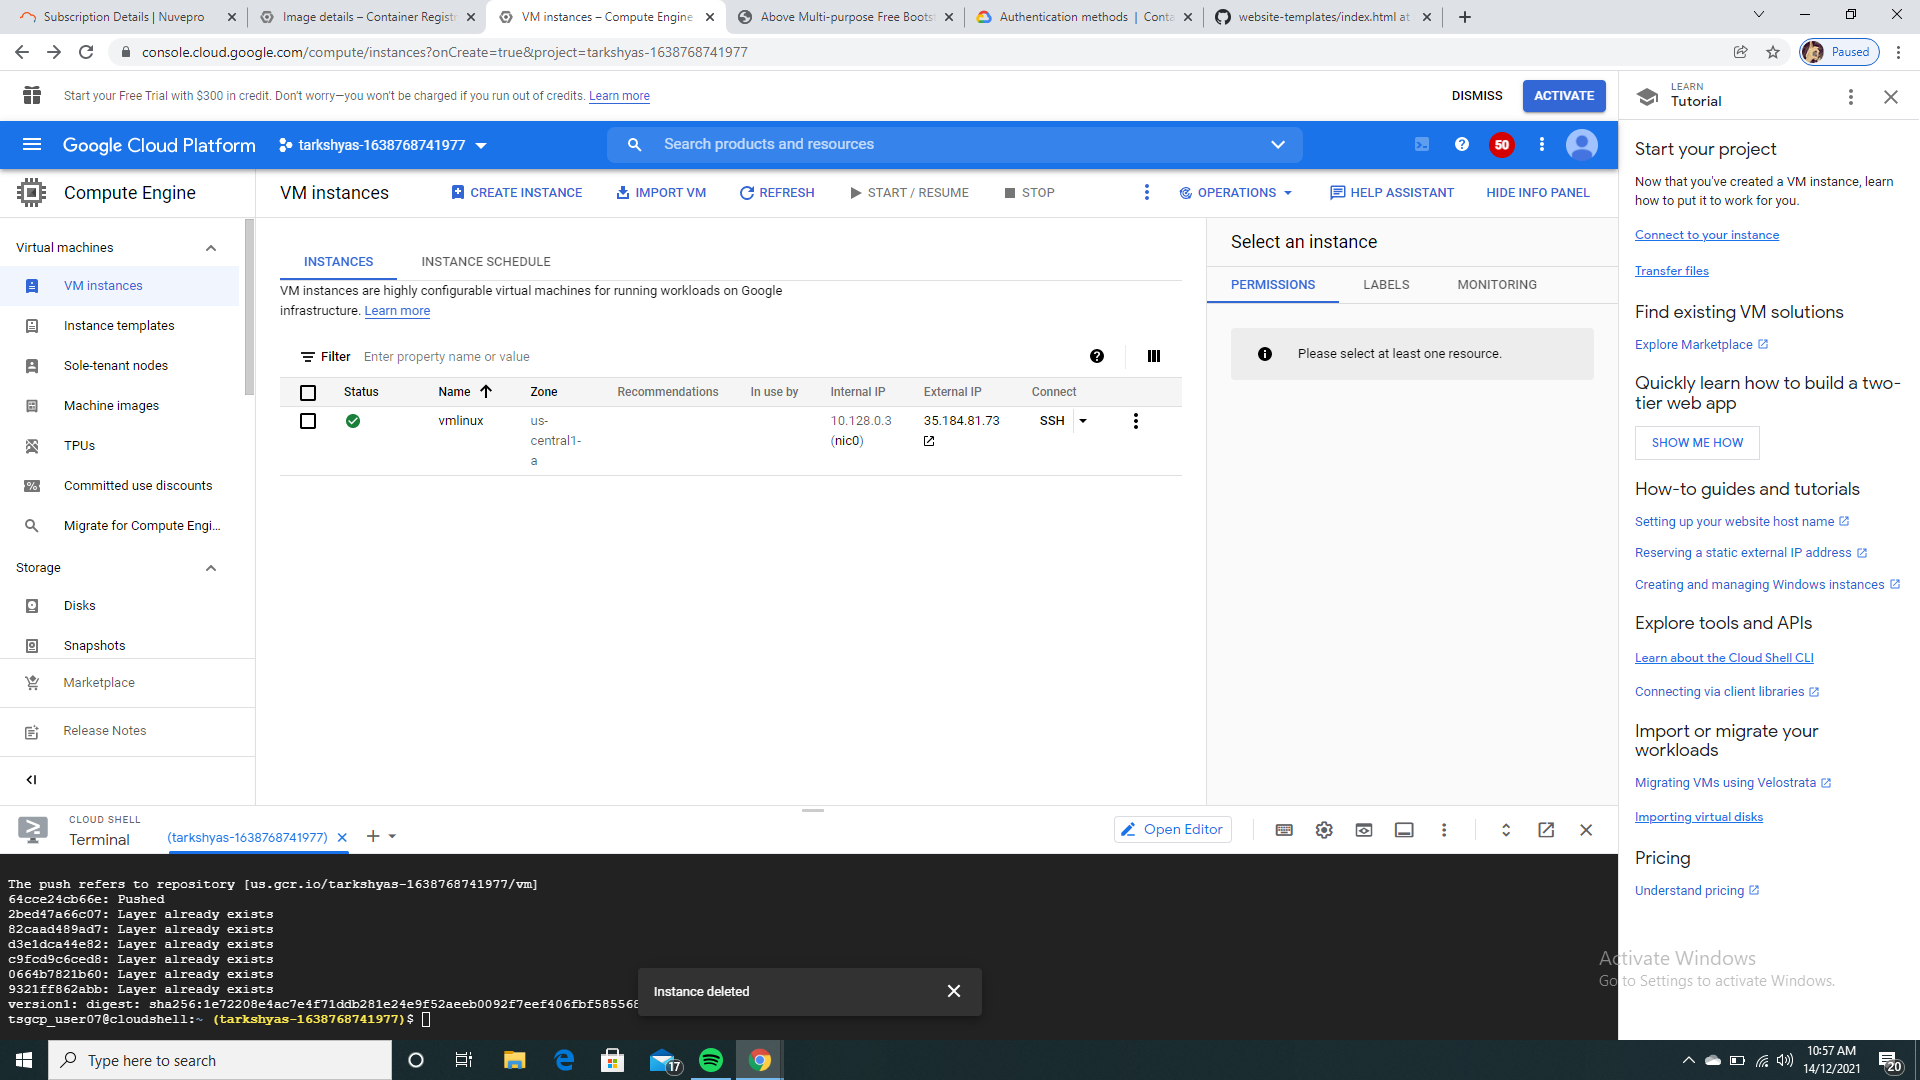 Subscription Details | Nuvepro
Image details – Container Registr
VM instances – Compute Engine
Above Multi-purpose Free Bootst
Authentication methods | Conta
website-templates/index.html at
console.cloud.google.com/compute/instances?onCreate=true&project=tarkshyas-1638768741977
Paused
Start your Free Trial with $300 in credit. Don't worry—you won't be charged if you run out of credits. Learn more
DISMISS
ACTIVATE
Google Cloud Platform
tarkshyas-1638768741977
Search products and resources
50
Compute Engine
VM instances
CREATE INSTANCE
IMPORT VM
REFRESH
START / RESUME
STOP
OPERATIONS
HELP ASSISTANT
HIDE INFO PANEL
Virtual machines
VM instances
Instance templates
Sole-tenant nodes
Machine images
TPUs
Committed use discounts
Migrate for Compute Engi...
Storage
Disks
Snapshots
Marketplace
Release Notes
INSTANCES
INSTANCE SCHEDULE
VM instances are highly configurable virtual machines for running workloads on Google
infrastructure. Learn more
Filter
Enter property name or value
Status
Name
Zone
Recommendations
In use by
Internal IP
External IP
Connect
vmlinux
us-
central1-
a
10.128.0.3
(nic0)
35.184.81.73
SSH
Select an instance
PERMISSIONS
LABELS
MONITORING
Please select at least one resource.
LEARN
Tutorial
Start your project
Now that you've created a VM instance, learn
how to put it to work for you.
Connect to your instance
Transfer files
Find existing VM solutions
Explore Marketplace
Quickly learn how to build a two-
tier web app
SHOW ME HOW
How-to guides and tutorials
Setting up your website host name
Reserving a static external IP address
Creating and managing Windows instances
Explore tools and APIs
Learn about the Cloud Shell CLI
Connecting via client libraries
Import or migrate your
workloads
Migrating VMs using Velostrata
Importing virtual disks
Pricing
Understand pricing
CLOUD SHELL
Terminal
(tarkshyas-1638768741977)
Open Editor
The push refers to repository [us.gcr.io/tarkshyas-1638768741977/vm]
64cce24cb66e: Pushed
2bed47a66c07: Layer already exists
82caad489ad7: Layer already exists
d3e1dca44e82: Layer already exists
c9fcd9c6ced8: Layer already exists
0664b7821b60: Layer already exists
9321ff862abb: Layer already exists
version1: digest: sha256:1e72208e4ac7e4f71ddb281e24e9f52aeeb0092f7eef406fbf585568
tsgcp_user07@cloudshell:~ (tarkshyas-1638768741977)$
Instance deleted
Activate Windows
Go to Settings to activate Windows.
Type here to search
17
10:57 AM
14/12/2021
20